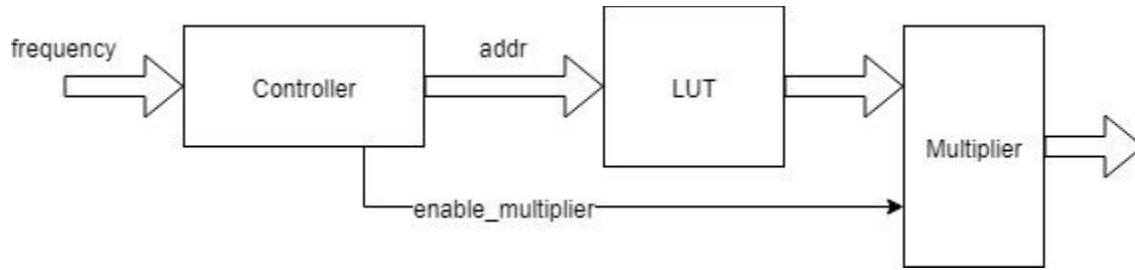 frequency
Controller
addr
LUT
Multiplier
enable_multiplier